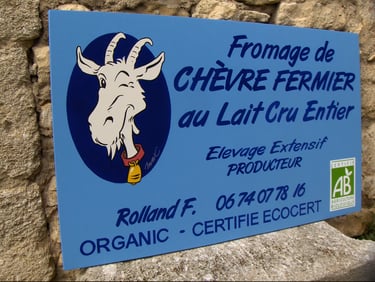 Fromage de
CHÈVRE FERMIER
au Lait Cru Entier
Elevage Extensif
PRODUCTEUR
Rolland F. 06 74 07 78 16
ORGANIC - CERTIFIE ECOCERT
AB